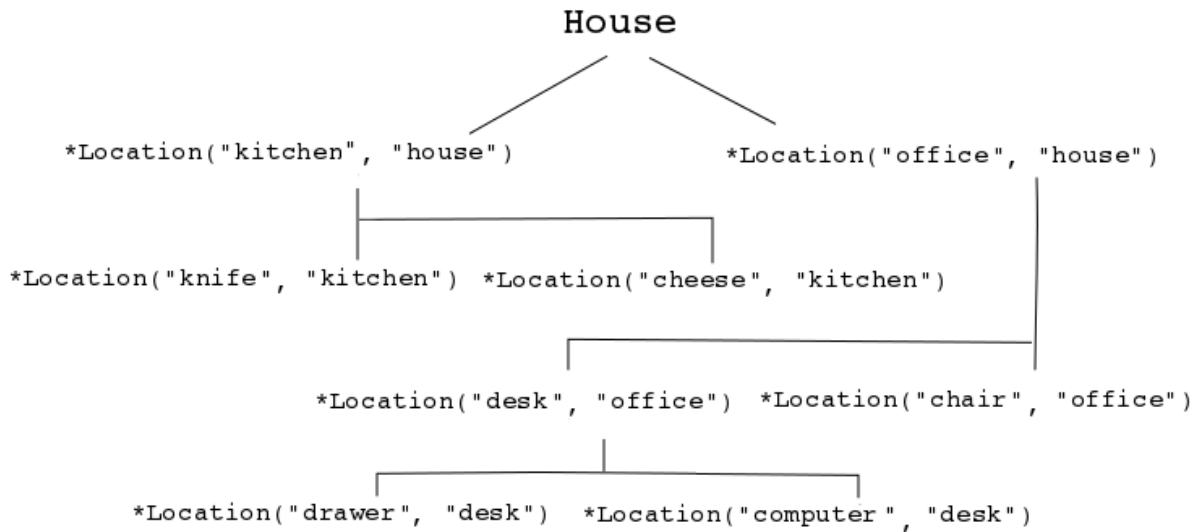 House
*Location("kitchen", "house")
*Location("office", "house")
*Location("knife", "kitchen")
*Location("cheese", "kitchen")
*Location("desk", "office")
*Location("chair", "office")
*Location("drawer", "desk")
*Location("computer", "desk")